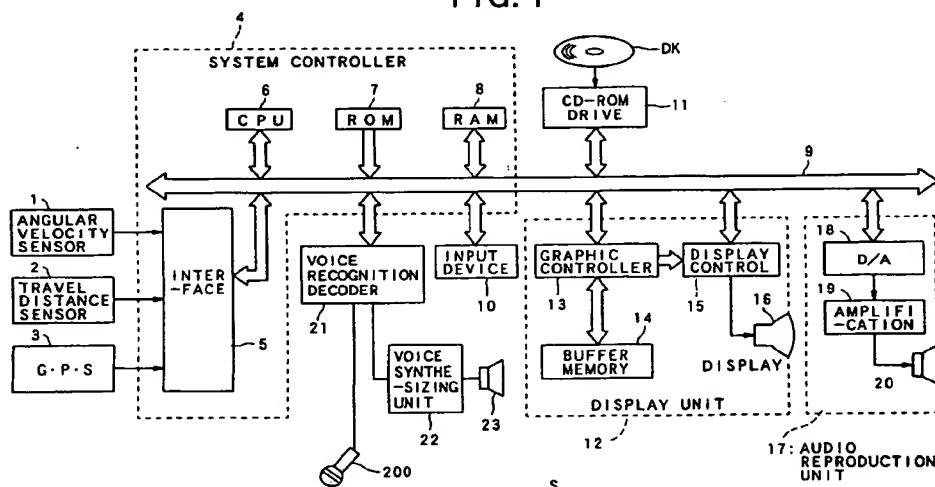 FIG. 1
4
SYSTEM CONTROLLER
DK
6
CPU
7
ROM
8
RAM
CD-ROM
DRIVE
11
9
1
ANGULAR
VELOCITY
SENSOR
2
TRAVEL
DISTANCE
SENSOR
3
G·P·S
INTER
-FACE
5
VOICE
RECOGNITION
DECODER
21
INPUT
DEVICE
10
GRAPHIC
CONTROLLER
13
DISPLAY
CONTROL
15
16
DISPLAY
14
BUFFER
MEMORY
DISPLAY UNIT
12
18
D/A
19
AMPLIFI
-CATION
20
17: AUDIO
REPRODUCTION
UNIT
VOICE
SYNTHE
-SIZING
UNIT
22
23
200
S